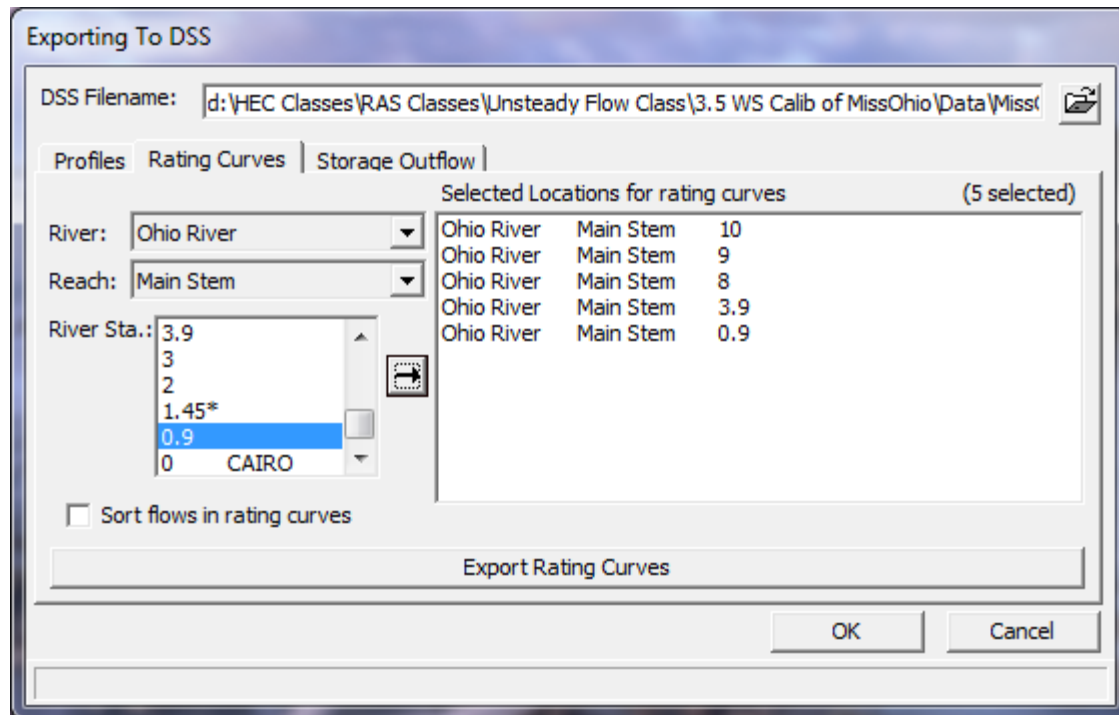 Exporting To DSS
DSS Filename: d:\HEC Classes\RAS Classes\Unsteady Flow Class\3.5 WS Calib of MissOhio\Data\Miss(
Profiles Rating Curves Storage Outflow
Selected Locations for rating curves (5 selected)
River: Ohio River
Reach: Main Stem
River Sta.: 3.9
3
2
1.45*
0.9
0 CAIRO
Ohio River Main Stem 10
Ohio River Main Stem 9
Ohio River Main Stem 8
Ohio River Main Stem 3.9
Ohio River Main Stem 0.9
Sort flows in rating curves
Export Rating Curves
OK Cancel